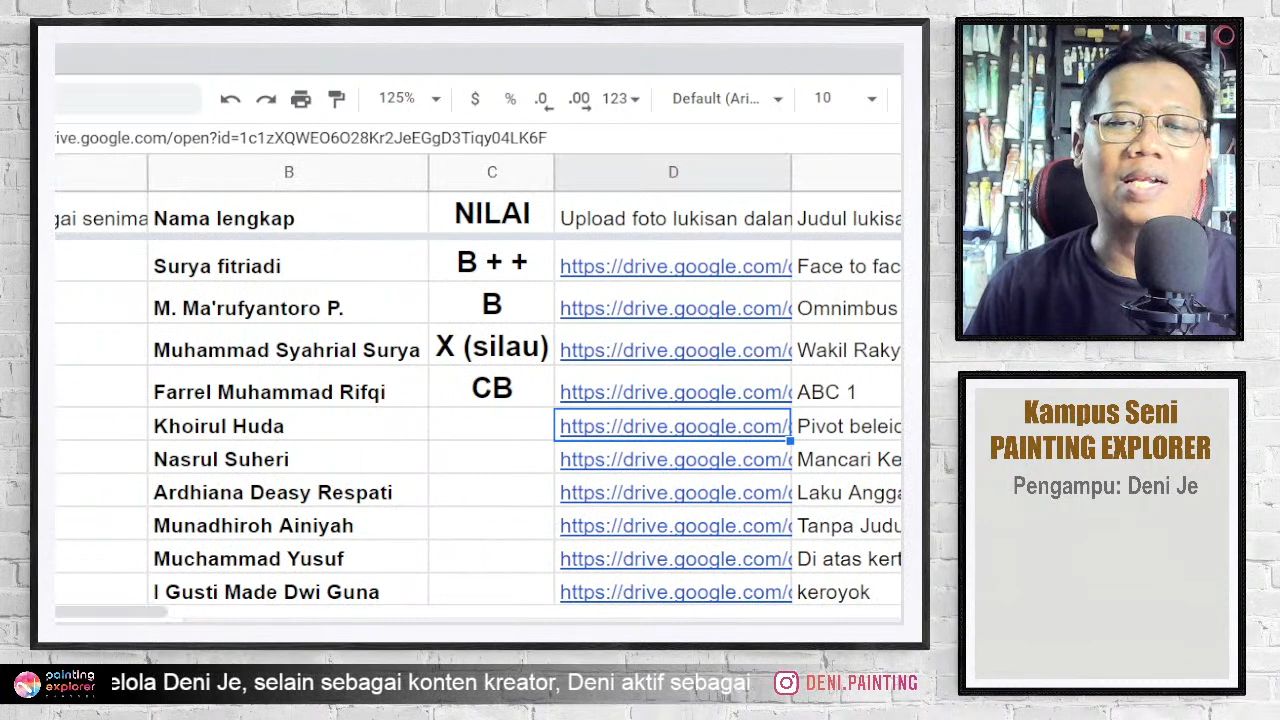 125% $ % .0 .00 123 Default (Ari... 10
rive.google.com/open?id=1c1zXQWEO6O28Kr2JeEGgD3Tiqy04LK6F
B C D
gai senima Nama lengkap NILAI Upload foto lukisan dalan Judul lukisa
Surya fitriadi B + + https://drive.google.com/o Face to fac
M. Ma'rufyantoro P. B https://drive.google.com/o Omnimbus
Muhammad Syahrial Surya X (silau) https://drive.google.com/o Wakil Raky
Farrel Muhammad Rifqi CB https://drive.google.com/o ABC 1
Khoirul Huda https://drive.google.com/o Pivot beleid
Nasrul Suheri https://drive.google.com/o Mancari Ke
Ardhiana Deasy Respati https://drive.google.com/o Laku Angga
Munadhiroh Ainiyah https://drive.google.com/o Tanpa Judu
Muchammad Yusuf https://drive.google.com/o Di atas kert
I Gusti Made Dwi Guna https://drive.google.com/o keroyok
Kampus Seni
PAINTING EXPLORER
Pengampu: Deni Je
painting
explorer
CHANNEL
elola Deni Je, selain sebagai konten kreator, Deni aktif sebagai
DENI.PAINTING